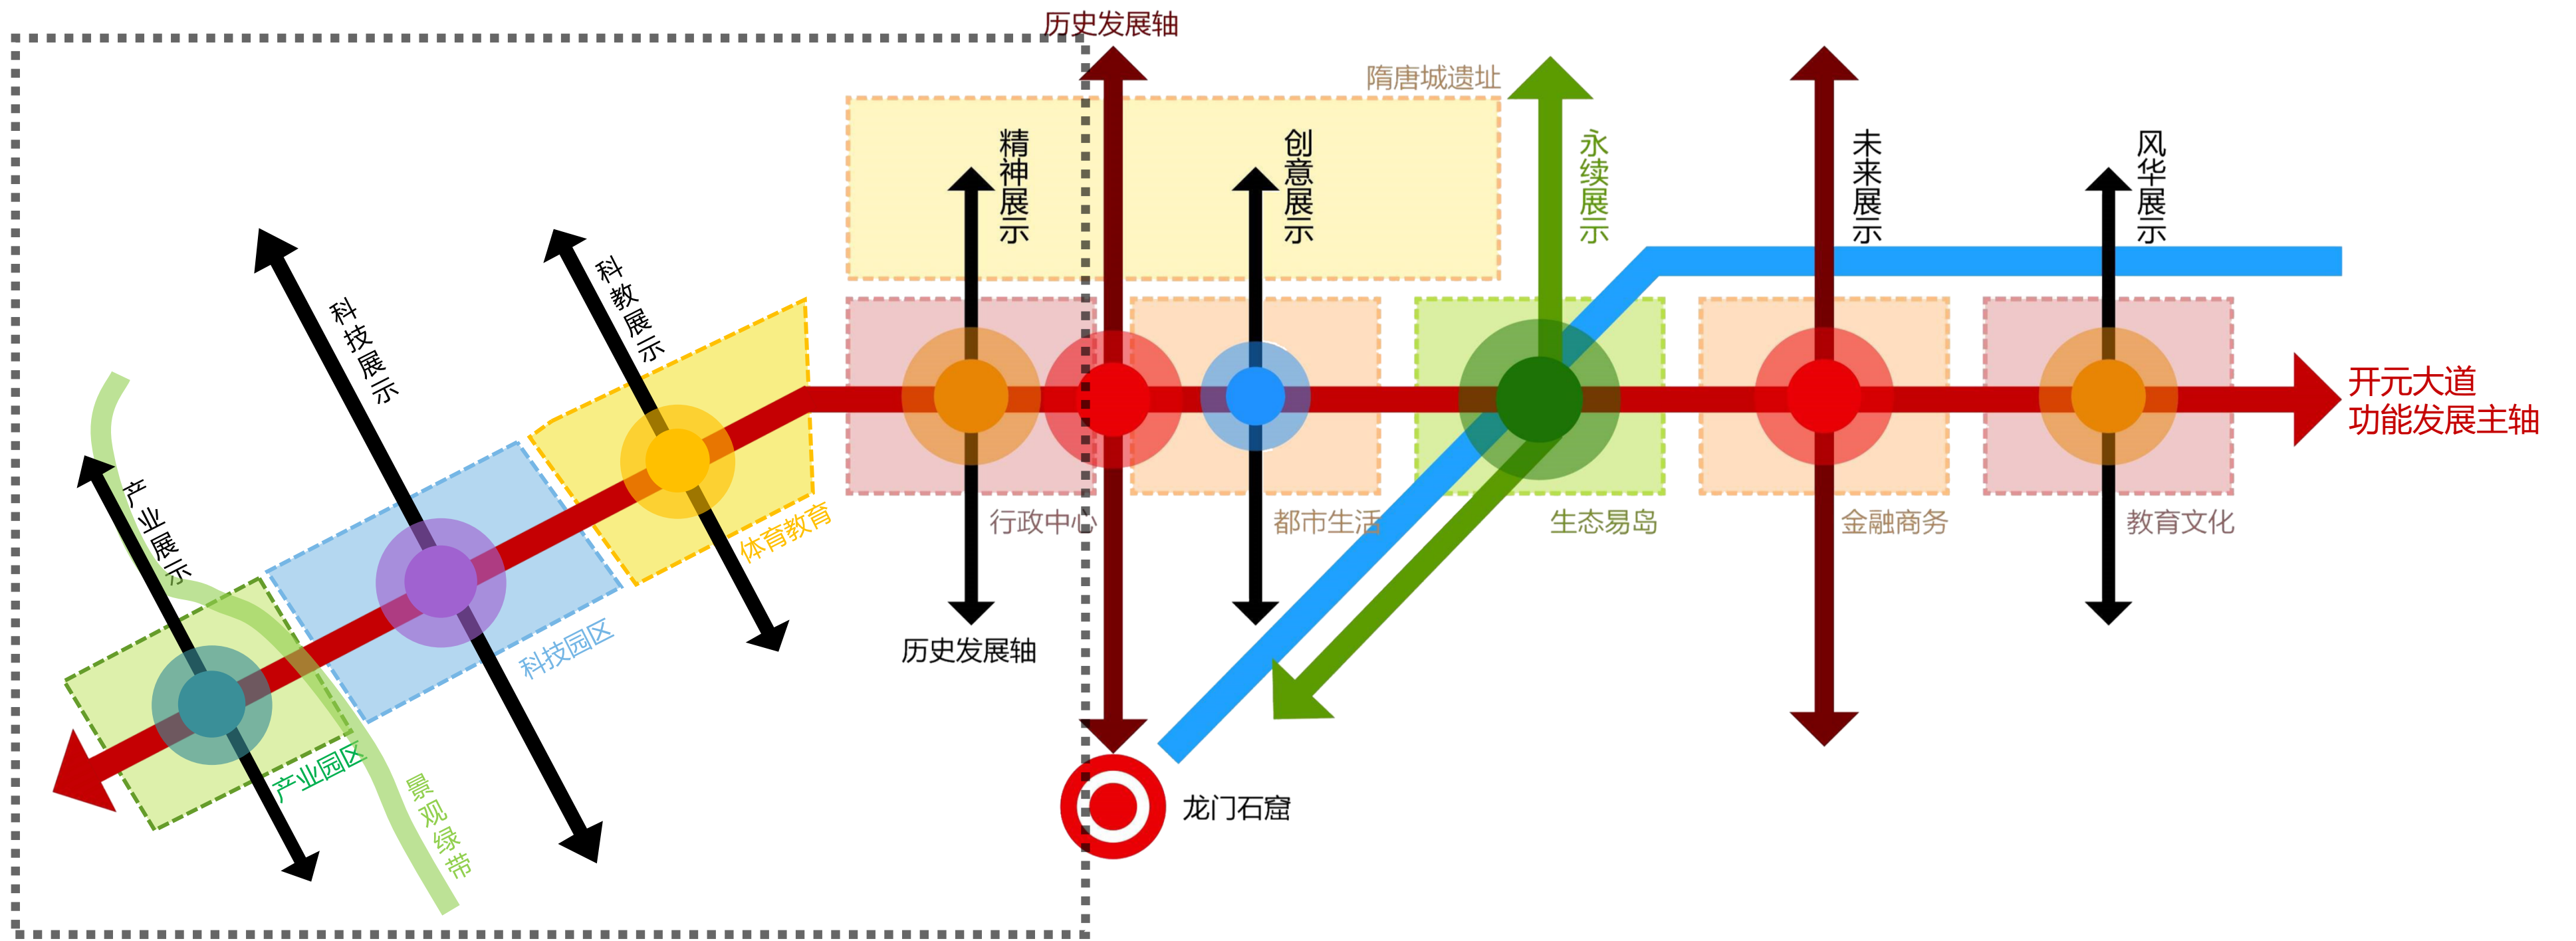 历史发展轴
隋唐城遗址
精神展示
创意展示
永续展示
未来展示
风华展示
科教展示
科技展示
产业展示
开元大道
功能发展主轴
行政中心
都市生活
生态易岛
金融商务
教育文化
体育教育
科技园区
历史发展轴
产业园区
景观绿带
龙门石窟